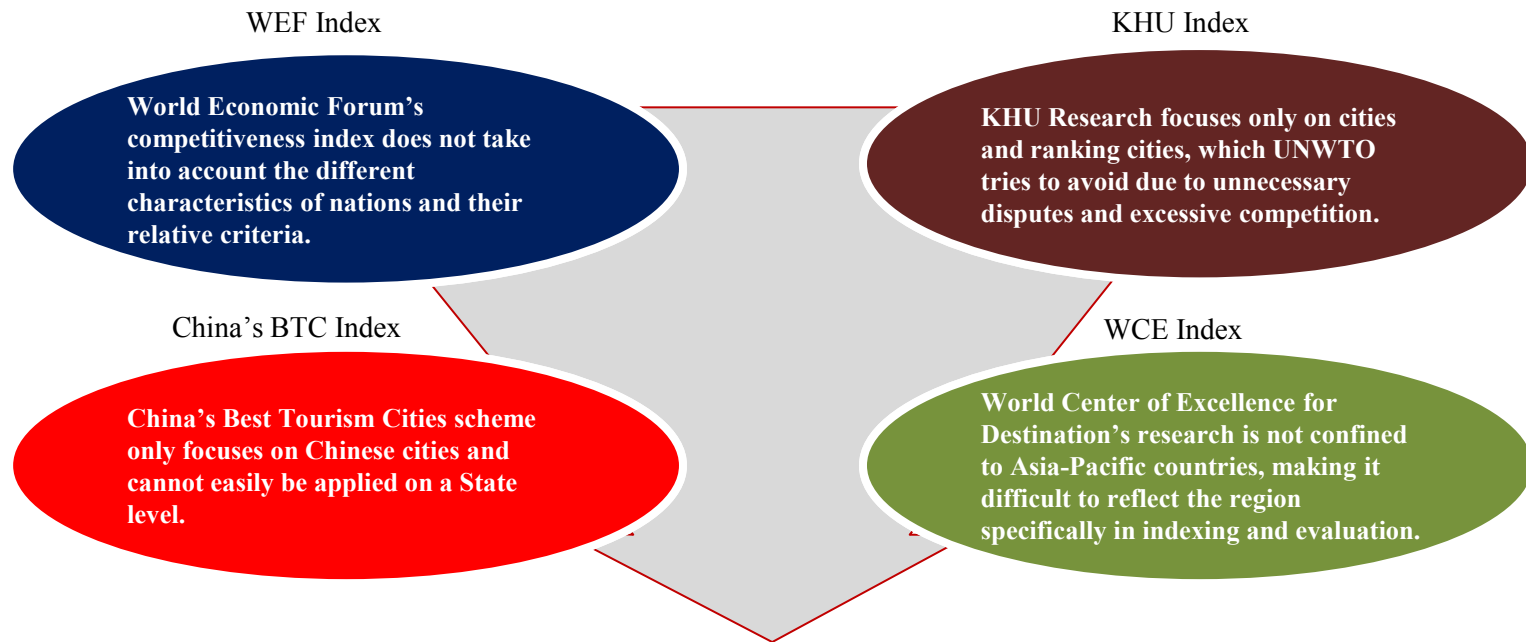 WEF Index
World Economic Forum’s
competitiveness index does not take
into account the different
characteristics of nations and their
relative criteria.
KHU Index
KHU Research focuses only on cities
and ranking cities, which UNWTO
tries to avoid due to unnecessary
disputes and excessive competition.
China’s BTC Index
China’s Best Tourism Cities scheme
only focuses on Chinese cities and
cannot easily be applied on a State
level.
WCE Index
World Center of Excellence for
Destination’s research is not confined
to Asia-Pacific countries, making it
difficult to reflect the region
specifically in indexing and evaluation.